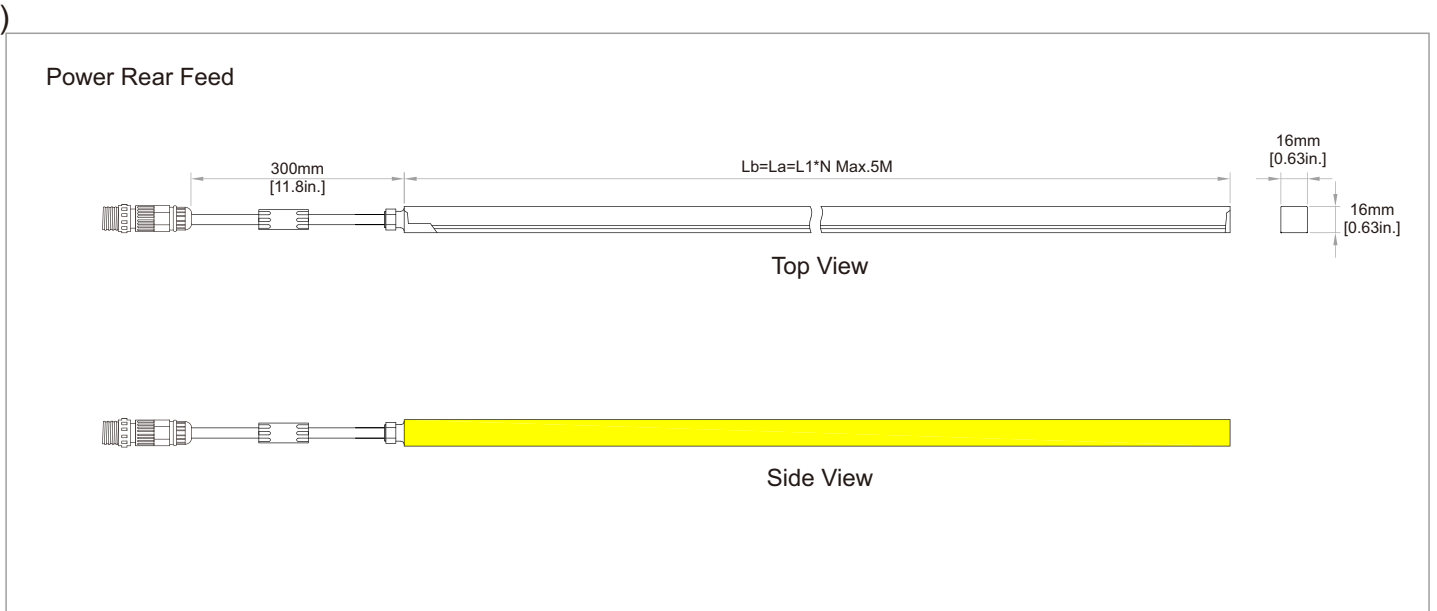 )
Power Rear Feed
300mm
[11.8in.]
Lb=La=L1*N Max.5M
16mm
[0.63in.]
16mm
[0.63in.]
Top View
Side View